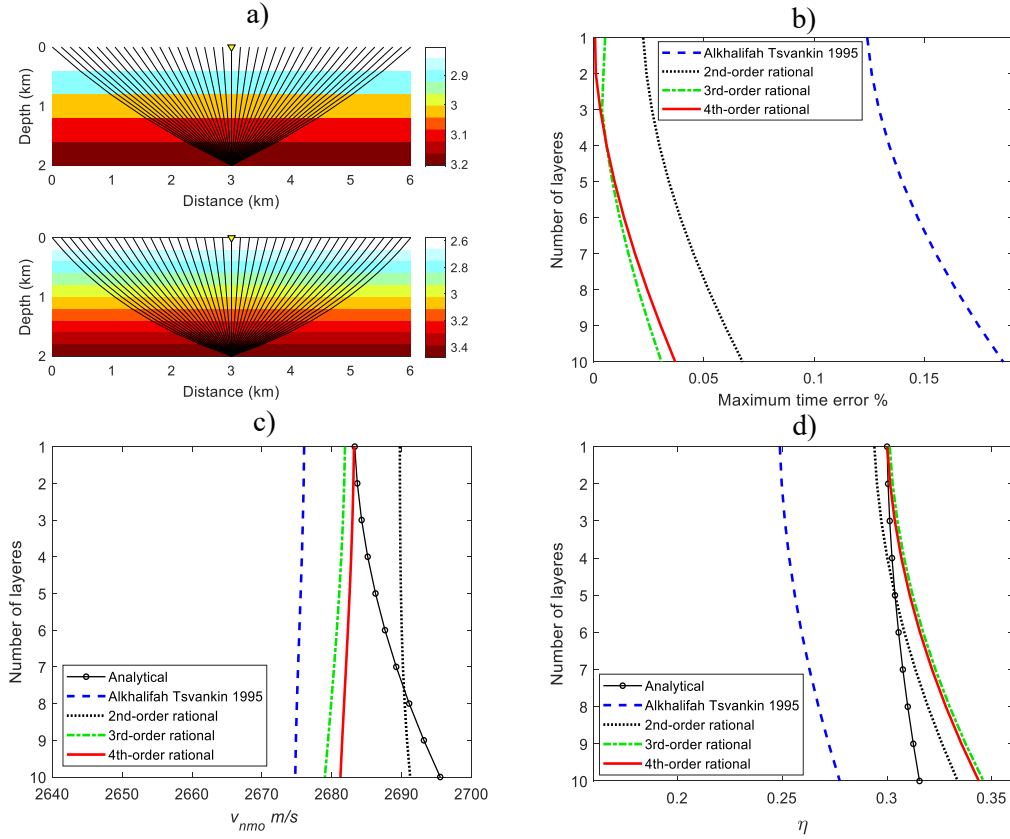 a)
0
1
2
Depth (km)
0 1 2 3 4 5 6
Distance (km)
2.9
3
3.1
3.2
0
1
2
Depth (km)
0 1 2 3 4 5 6
Distance (km)
2.6
2.8
3
3.2
3.4
b)
1
2
3
4
5
6
7
8
9
10
Number of layeres
Alkhalifah Tsvankin 1995
2nd-order rational
3rd-order rational
4th-order rational
0 0.05 0.1 0.15
Maximum time error %
c)
1
2
3
4
5
6
7
8
9
10
Number of layeres
Analytical
Alkhalifah Tsvankin 1995
2nd-order rational
3rd-order rational
4th-order rational
2640 2650 2660 2670 2680 2690 2700
vnmo m/s
d)
1
2
3
4
5
6
7
8
9
10
Number of layeres
Analytical
Alkhalifah Tsvankin 1995
2nd-order rational
3rd-order rational
4th-order rational
0.2 0.25 0.3 0.35
η